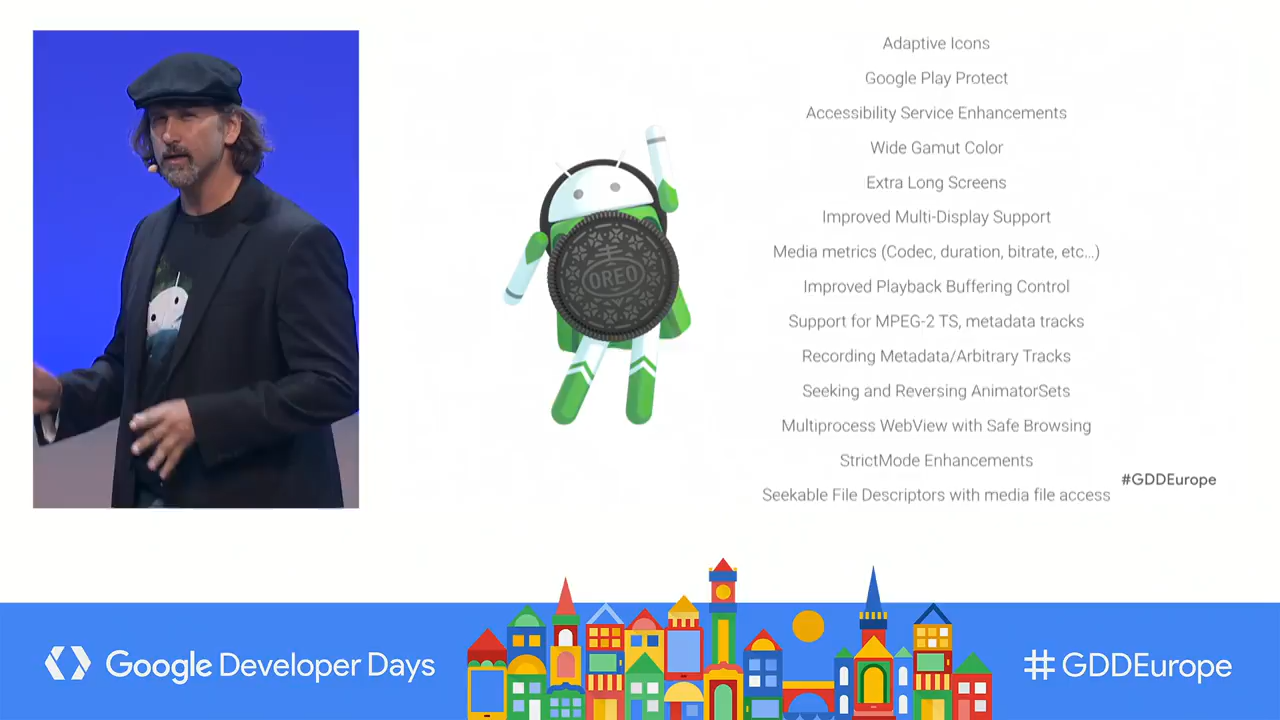 Adaptive Icons
Google Play Protect
Accessibility Service Enhancements
Wide Gamut Color
Extra Long Screens
Improved Multi-Display Support
Media metrics (Codec, duration, bitrate, etc...)
Improved Playback Buffering Control
Support for MPEG-2 TS, metadata tracks
Recording Metadata/Arbitrary Tracks
Seeking and Reversing AnimatorSets
Multiprocess WebView with Safe Browsing
StrictMode Enhancements
Seekable File Descriptors with media file access
OREO
#GDDEurope
Google Developer Days
#GDDEurope